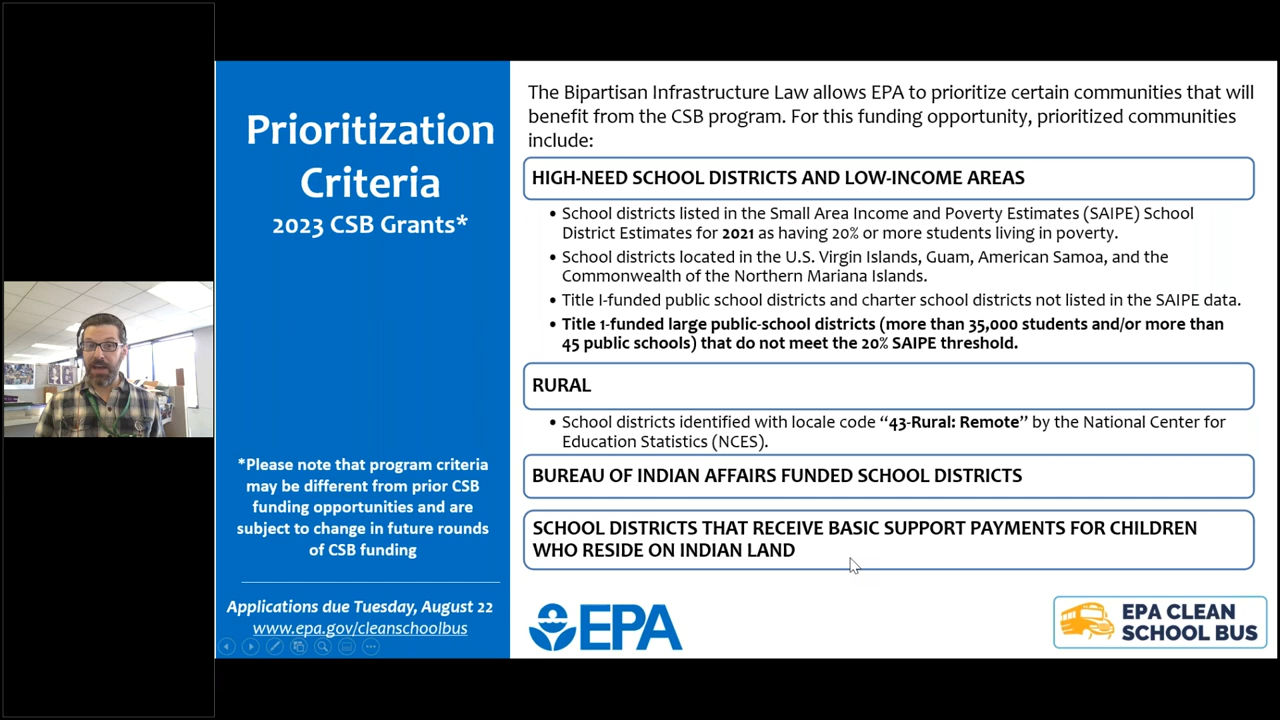 Prioritization
Criteria
2023 CSB Grants*
*Please note that program criteria
may be different from prior CSB
funding opportunities and are
subject to change in future rounds
of CSB funding
Applications due Tuesday, August 22
www.epa.gov/cleanschoolbus
The Bipartisan Infrastructure Law allows EPA to prioritize certain communities that will
benefit from the CSB program. For this funding opportunity, prioritized communities
include:
HIGH-NEED SCHOOL DISTRICTS AND LOW-INCOME AREAS
• School districts listed in the Small Area Income and Poverty Estimates (SAIPE) School
District Estimates for 2021 as having 20% or more students living in poverty.
• School districts located in the U.S. Virgin Islands, Guam, American Samoa, and the
Commonwealth of the Northern Mariana Islands.
• Title I-funded public school districts and charter school districts not listed in the SAIPE data.
• Title 1-funded large public-school districts (more than 35,000 students and/or more than
45 public schools) that do not meet the 20% SAIPE threshold.
RURAL
• School districts identified with locale code “43-Rural: Remote” by the National Center for
Education Statistics (NCES).
BUREAU OF INDIAN AFFAIRS FUNDED SCHOOL DISTRICTS
SCHOOL DISTRICTS THAT RECEIVE BASIC SUPPORT PAYMENTS FOR CHILDREN
WHO RESIDE ON INDIAN LAND
EPA
EPA CLEAN
SCHOOL BUS